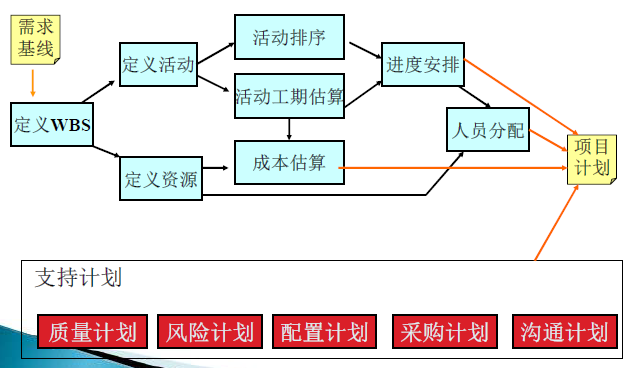 需求
基线
定义WBS
定义活动
定义资源
活动排序
活动工期估算
成本估算
进度安排
人员分配
项目
计划
支持计划
质量计划
风险计划
配置计划
采购计划
沟通计划